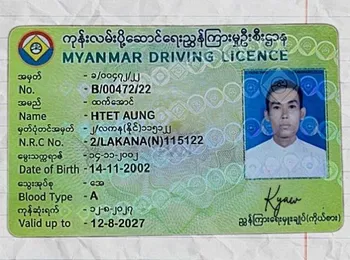 ကုန်းလမ်းပို့ဆောင်ရေးညွှန်ကြားမှုဦးစီးဌာန
MYANMAR DRIVING LICENCE
အမှတ် - ခ/၀၀၄၇၂/၂၂
No. - B/00472/22
အမည် - ထက်အောင်
Name - HTET AUNG
မှတ်ပုံတင်အမှတ် - ၂/လကန(နိုင်)၁၁၅၁၂၂
N.R.C No. - 2/LAKANA(N)115122
မွေးသက္ကရာဇ် - ၁၄-၁၁-၂၀၀၂
Date of Birth - 14-11-2002
သွေးအုပ်စု - အေ
Blood Type - A
ကုန်ဆုံးရက် - ၁၂-၈-၂၀၂၇
Valid up to - 12-8-2027
ညွှန်ကြားရေးမှူးချုပ်(ကိုယ်စား)